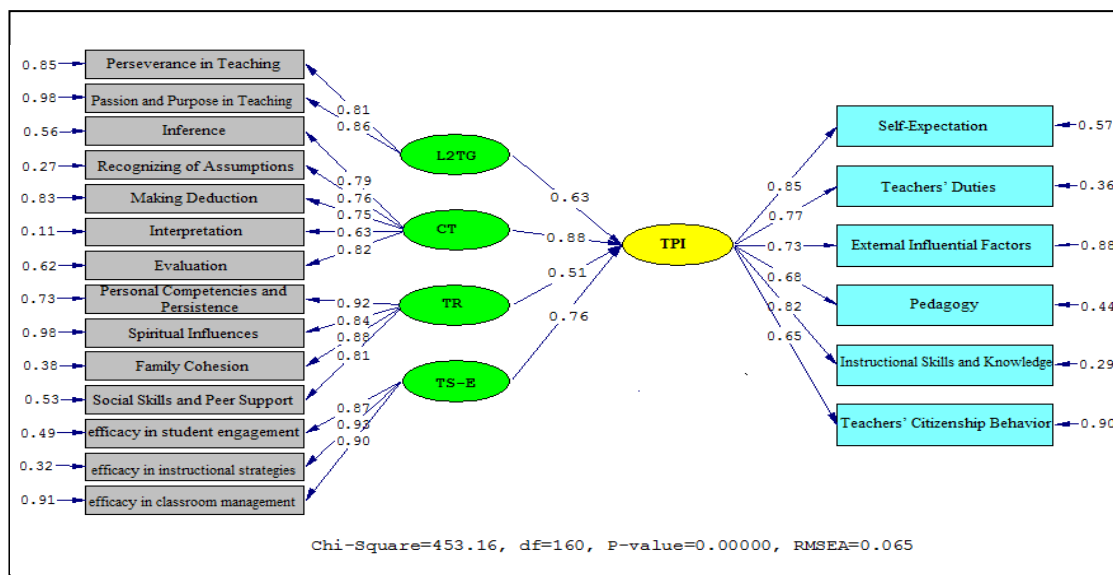 0.85
Perseverance in Teaching
0.98
Passion and Purpose in Teaching
0.56
Inference
0.27
Recognizing of Assumptions
0.83
Making Deduction
0.11
Interpretation
0.62
Evaluation
0.73
Personal Competencies and
Persistence
0.98
Spiritual Influences
0.38
Family Cohesion
0.53
Social Skills and Peer Support
0.49
efficacy in student engagement
0.32
efficacy in instructional strategies
0.91
efficacy in classroom management
0.81
0.86
0.79
0.76
0.75
0.63
0.82
0.92
0.84
0.88
0.81
0.87
0.93
0.90
L2TG
CT
TR
TS-E
0.63
0.88
0.51
0.76
TPI
0.85
0.77
0.73
0.68
0.82
0.65
Self-Expectation
0.57
Teachers' Duties
0.36
External Influential Factors
0.88
Pedagogy
0.44
Instructional Skills and Knowledge
0.29
Teachers' Citizenship Behavior
0.90
Chi-Square=453.16, df=160, P-value=0.00000, RMSEA=0.065